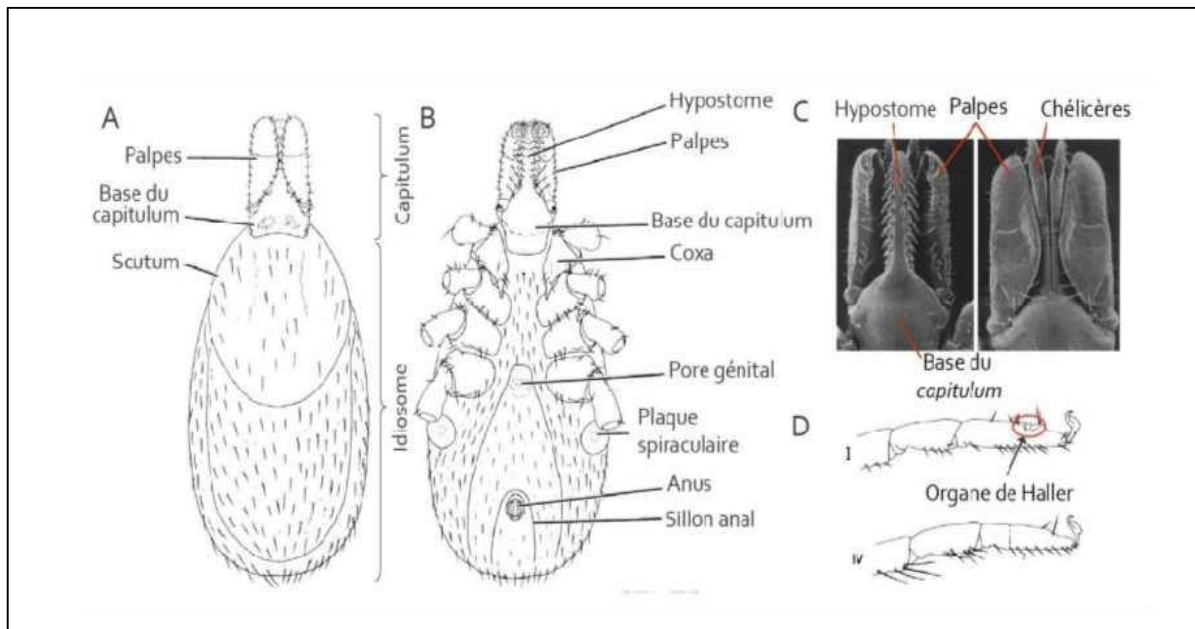 A
Palpes
Base du
capitulum
Scutum
Capitulum
Idiosome
B
Hypostome
Palpes
Base du capitulum
Coxa
Pore génital
Plaque
spiraculaire
Anus
Sillon anal
C
Hypostome
Palpes
Chélicères
Base du
capitulum
D
I
Organe de Haller
IV